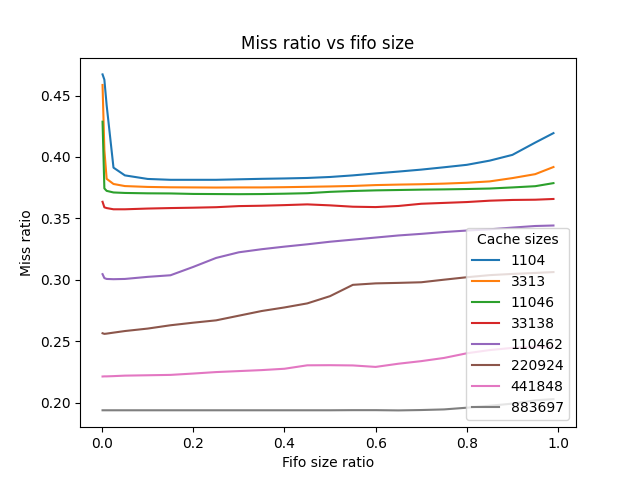 Miss ratio vs fifo size
Miss ratio
0.45
0.40
0.35
0.30
0.25
0.20
0.0 0.2 0.4 0.6 0.8 1.0
Fifo size ratio
Cache sizes
1104
3313
11046
33138
110462
220924
441848
883697